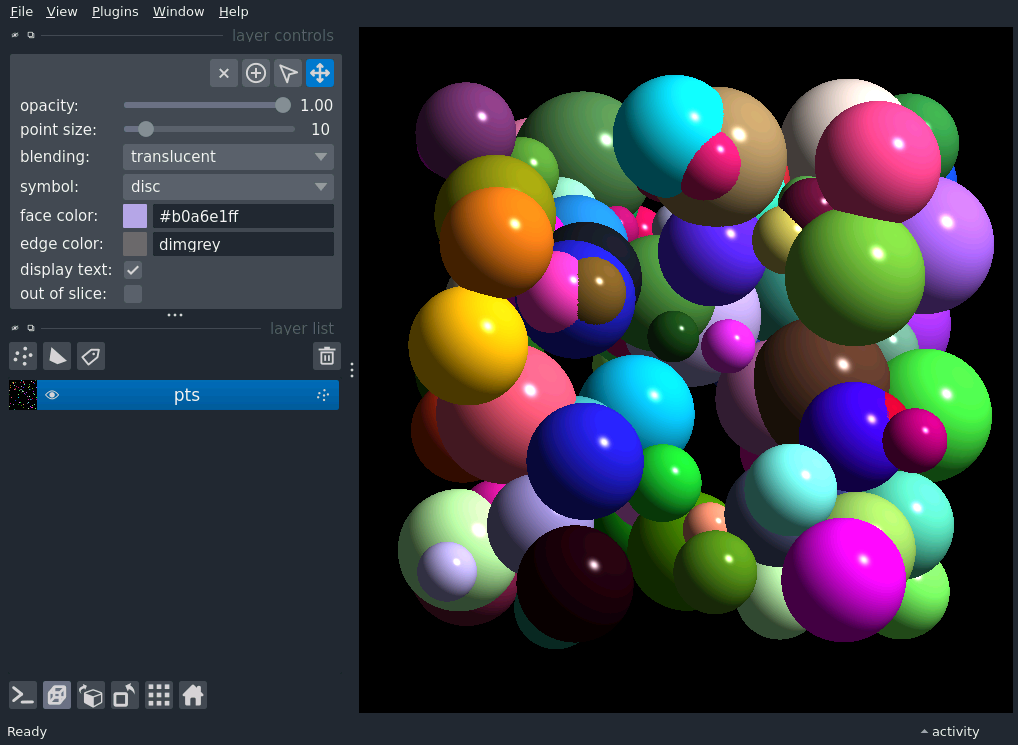 File View Plugins Window Help
layer controls
opacity: 1.00
point size: 10
blending: translucent
symbol: disc
face color: #b0a6e1ff
edge color: dimgrey
display text:
out of slice:
layer list
pts
Ready activity